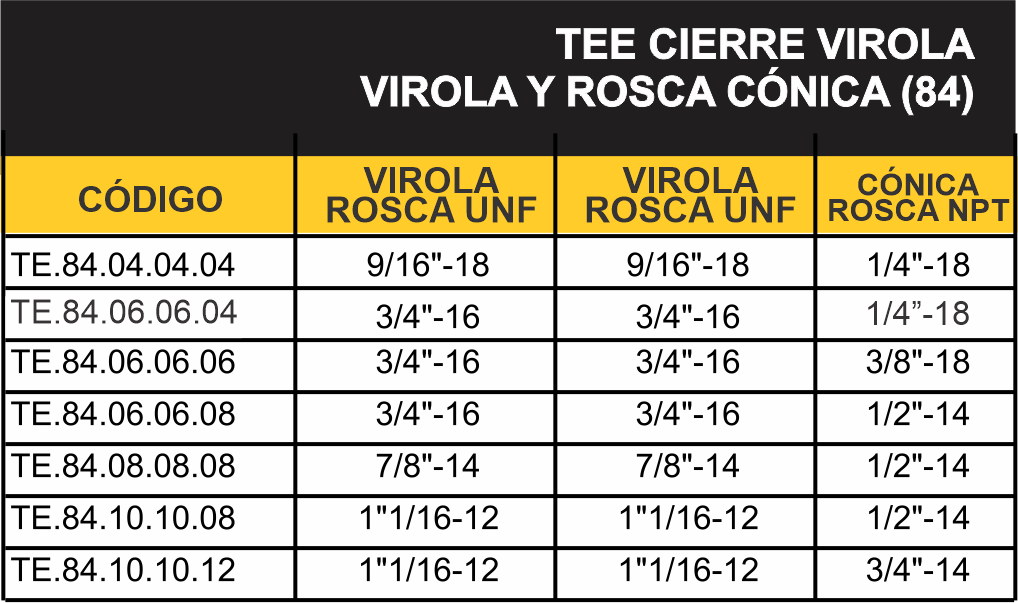 TEE CIERRE VIROLA
VIROLA Y ROSCA CÓNICA (84)
CÓDIGO VIROLA ROSCA UNF VIROLA ROSCA UNF CÓNICA ROSCA NPT
TE.84.04.04.04 9/16"-18 9/16"-18 1/4"-18
TE.84.06.06.04 3/4"-16 3/4"-16 1/4”-18
TE.84.06.06.06 3/4"-16 3/4"-16 3/8"-18
TE.84.06.06.08 3/4"-16 3/4"-16 1/2"-14
TE.84.08.08.08 7/8"-14 7/8"-14 1/2"-14
TE.84.10.10.08 1"1/16-12 1"1/16-12 1/2"-14
TE.84.10.10.12 1"1/16-12 1"1/16-12 3/4"-14